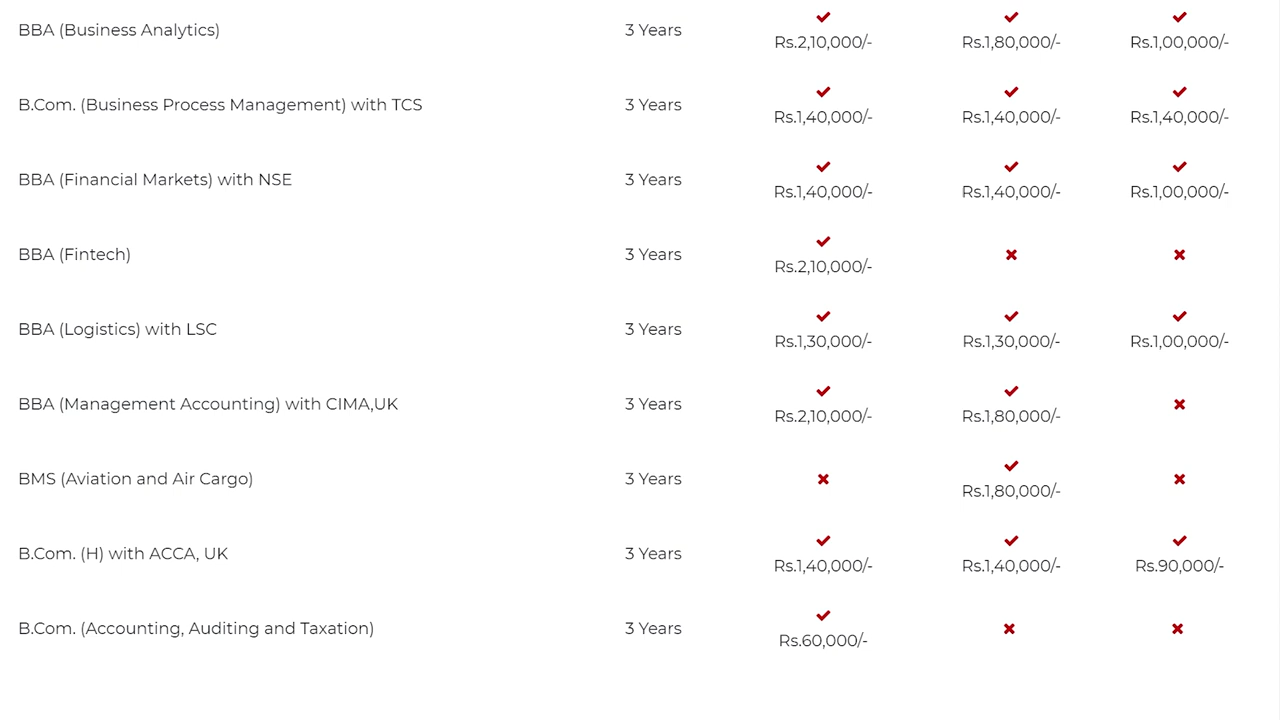 BBA (Business Analytics) 3 Years Rs.2,10,000/- Rs.1,80,000/- Rs.1,00,000/-
B.Com. (Business Process Management) with TCS 3 Years Rs.1,40,000/- Rs.1,40,000/- Rs.1,40,000/-
BBA (Financial Markets) with NSE 3 Years Rs.1,40,000/- Rs.1,40,000/- Rs.1,00,000/-
BBA (Fintech) 3 Years Rs.2,10,000/-
BBA (Logistics) with LSC 3 Years Rs.1,30,000/- Rs.1,30,000/- Rs.1,00,000/-
BBA (Management Accounting) with CIMA,UK 3 Years Rs.2,10,000/- Rs.1,80,000/-
BMS (Aviation and Air Cargo) 3 Years Rs.1,80,000/-
B.Com. (H) with ACCA, UK 3 Years Rs.1,40,000/- Rs.1,40,000/- Rs.90,000/-
B.Com. (Accounting, Auditing and Taxation) 3 Years Rs.60,000/-